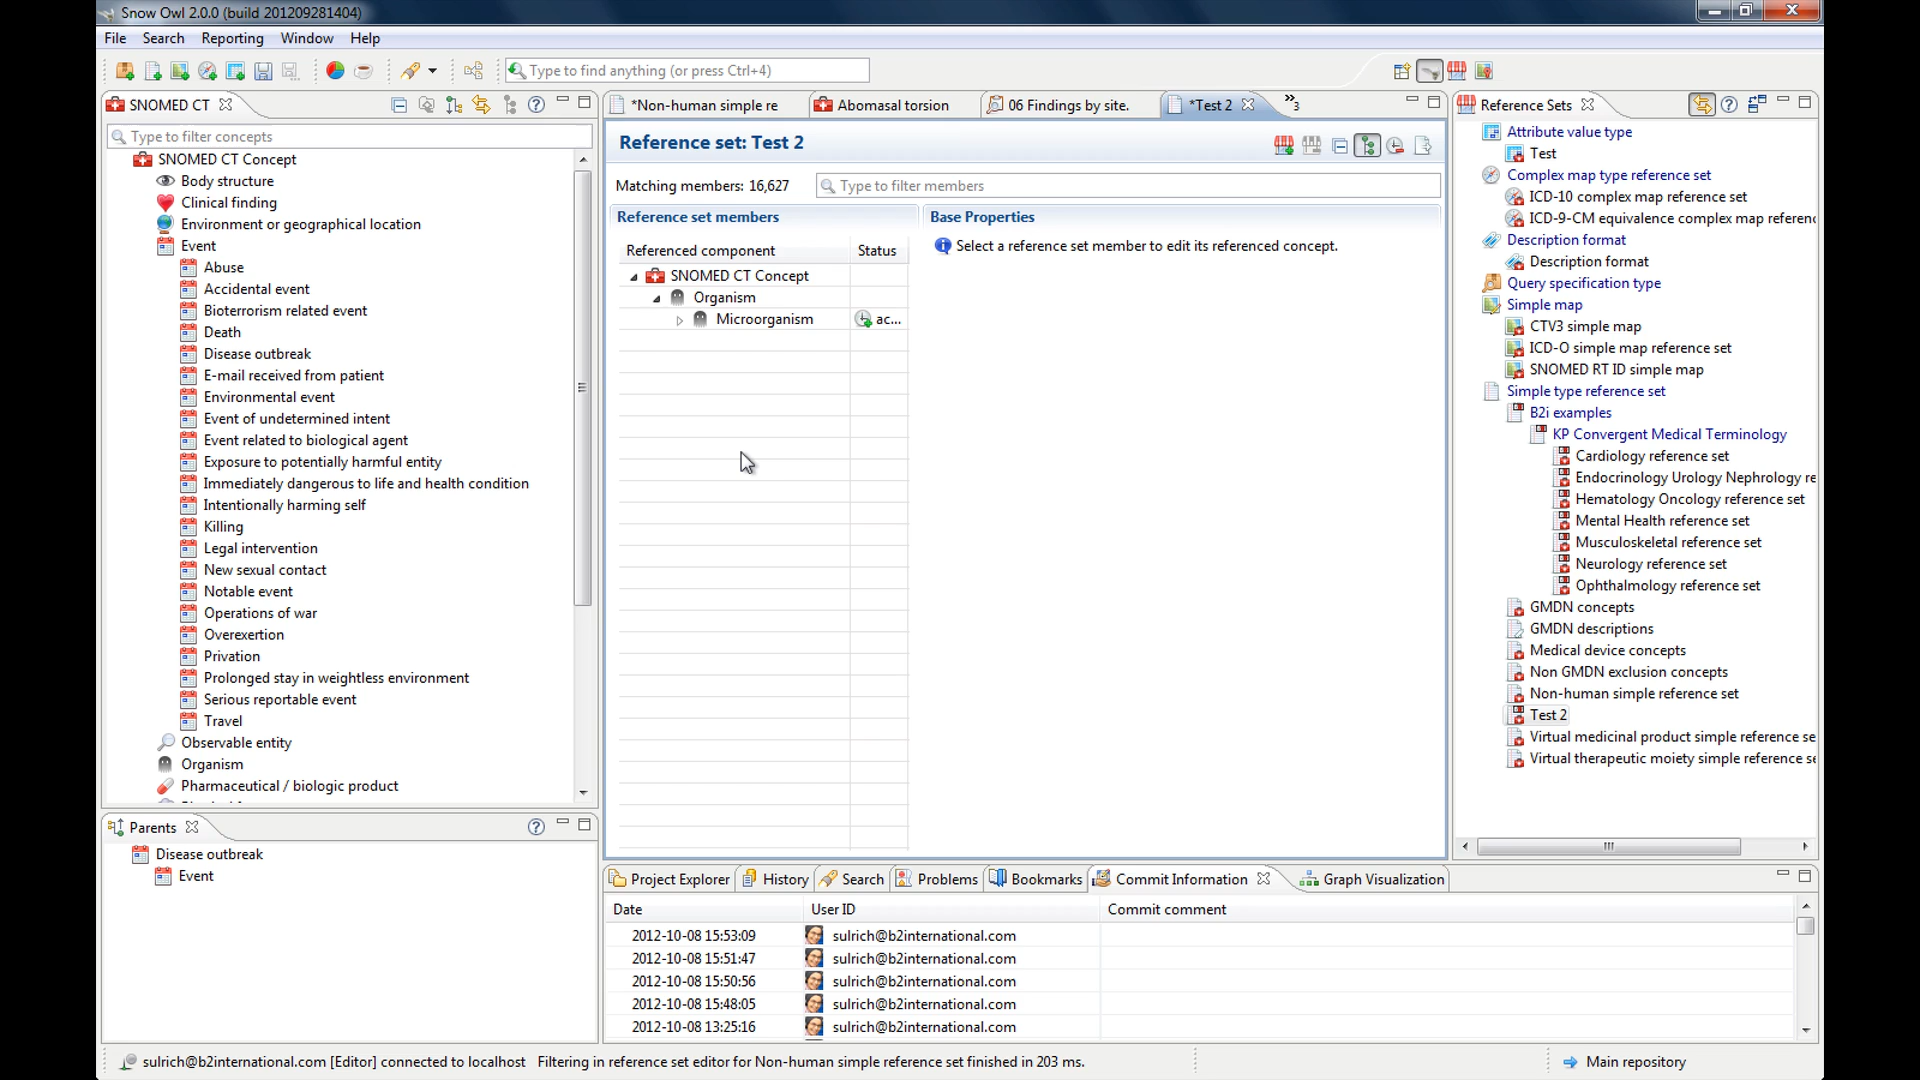 Snow Owl 2.0.0 (build 201209281404)
File Search Reporting Window Help
Type to find anything (or press Ctrl+4)
SNOMED CT
Type to filter concepts
SNOMED CT Concept
Body structure
Clinical finding
Environment or geographical location
Event
Abuse
Accidental event
Bioterrorism related event
Death
Disease outbreak
E-mail received from patient
Environmental event
Event of undetermined intent
Event related to biological agent
Exposure to potentially harmful entity
Immediately dangerous to life and health condition
Intentionally harming self
Killing
Legal intervention
New sexual contact
Notable event
Operations of war
Overexertion
Privation
Prolonged stay in weightless environment
Serious reportable event
Travel
Observable entity
Organism
Pharmaceutical / biologic product
Parents
Disease outbreak
Event
*Non-human simple re
Abomasal torsion
06 Findings by site.
*Test 2
»3
Reference set: Test 2
Matching members: 16,627
Type to filter members
Reference set members
Referenced component Status
SNOMED CT Concept
Organism
Microorganism ac...
Base Properties
Select a reference set member to edit its referenced concept.
Project Explorer History Search Problems Bookmarks Commit Information Graph Visualization
Date User ID Commit comment
2012-10-08 15:53:09 sulrich@b2international.com
2012-10-08 15:51:47 sulrich@b2international.com
2012-10-08 15:50:56 sulrich@b2international.com
2012-10-08 15:48:05 sulrich@b2international.com
2012-10-08 13:25:16 sulrich@b2international.com
Reference Sets
Attribute value type
Test
Complex map type reference set
ICD-10 complex map reference set
ICD-9-CM equivalence complex map referenc
Description format
Description format
Query specification type
Simple map
CTV3 simple map
ICD-O simple map reference set
SNOMED RT ID simple map
Simple type reference set
B2i examples
KP Convergent Medical Terminology
Cardiology reference set
Endocrinology Urology Nephrology re
Hematology Oncology reference set
Mental Health reference set
Musculoskeletal reference set
Neurology reference set
Ophthalmology reference set
GMDN concepts
GMDN descriptions
Medical device concepts
Non GMDN exclusion concepts
Non-human simple reference set
Test 2
Virtual medicinal product simple reference se
Virtual therapeutic moiety simple reference se
sulrich@b2international.com [Editor] connected to localhost Filtering in reference set editor for Non-human simple reference set finished in 203 ms.
Main repository